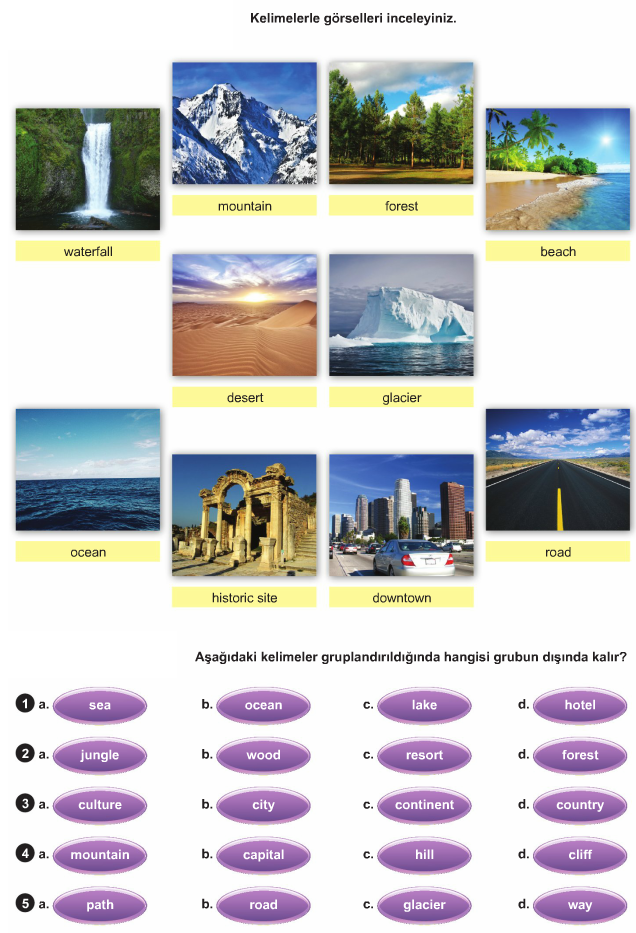 Kelimelerle görselleri inceleyiniz.
mountain
forest
waterfall
beach
desert
glacier
ocean
road
historic site
downtown
Aşağıdaki kelimeler gruplandırıldığında hangisi grubun dışında kalır?
1 a. sea b. ocean c. lake d. hotel
2 a. jungle b. wood c. resort d. forest
3 a. culture b. city c. continent d. country
4 a. mountain b. capital c. hill d. cliff
5 a. path b. road c. glacier d. way